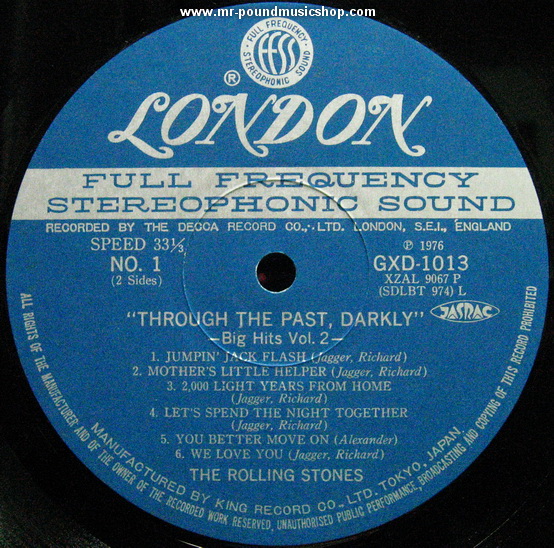 www.mr-poundmusicshop.com
FULL FREQUENCY
ffss
STEREOPHONIC SOUND
®
LONDON
FULL FREQUENCY
STEREOPHONIC SOUND
RECORDED BY THE DECCA RECORD CO., LTD. LONDON, S.E.I., ENGLAND
SPEED 33⅓
NO. 1
(2 Sides)
℗ 1976
GXD-1013
XZAL 9067 P
(SDLBT 974) L
JASRAC
"THROUGH THE PAST, DARKLY"
—Big Hits Vol. 2—
1. JUMPIN' JACK FLASH (Jagger, Richard)
2. MOTHER'S LITTLE HELPER (Jagger, Richard)
3. 2,000 LIGHT YEARS FROM HOME
(Jagger, Richard)
4. LET'S SPEND THE NIGHT TOGETHER
(Jagger, Richard)
5. YOU BETTER MOVE ON (Alexander)
6. WE LOVE YOU (Jagger, Richard)
THE ROLLING STONES
MANUFACTURED BY KING RECORD CO., LTD. TOKYO, JAPAN.
ALL RIGHTS OF THE MANUFACTURER AND OF THE OWNER OF THE RECORDED WORK RESERVED, UNAUTHORISED PUBLIC PERFORMANCE, BROADCASTING AND COPYING OF THIS RECORD PROHIBITED